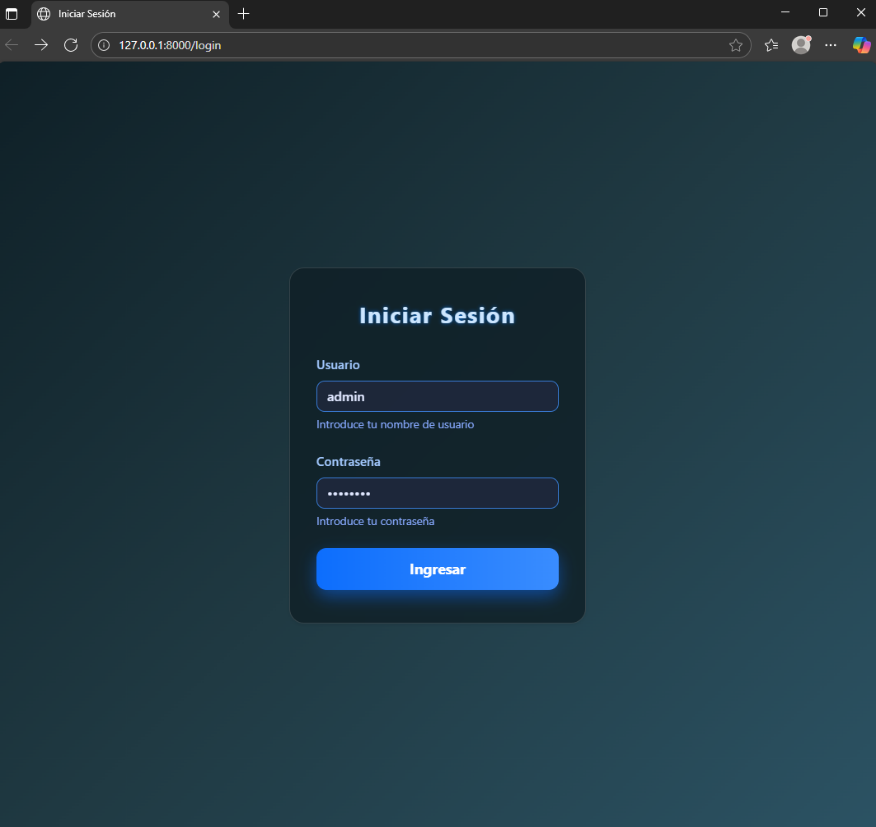 Iniciar Sesión
127.0.0.1:8000/login
Iniciar Sesión
Usuario
admin
Introduce tu nombre de usuario
Contraseña
••••••••
Introduce tu contraseña
Ingresar